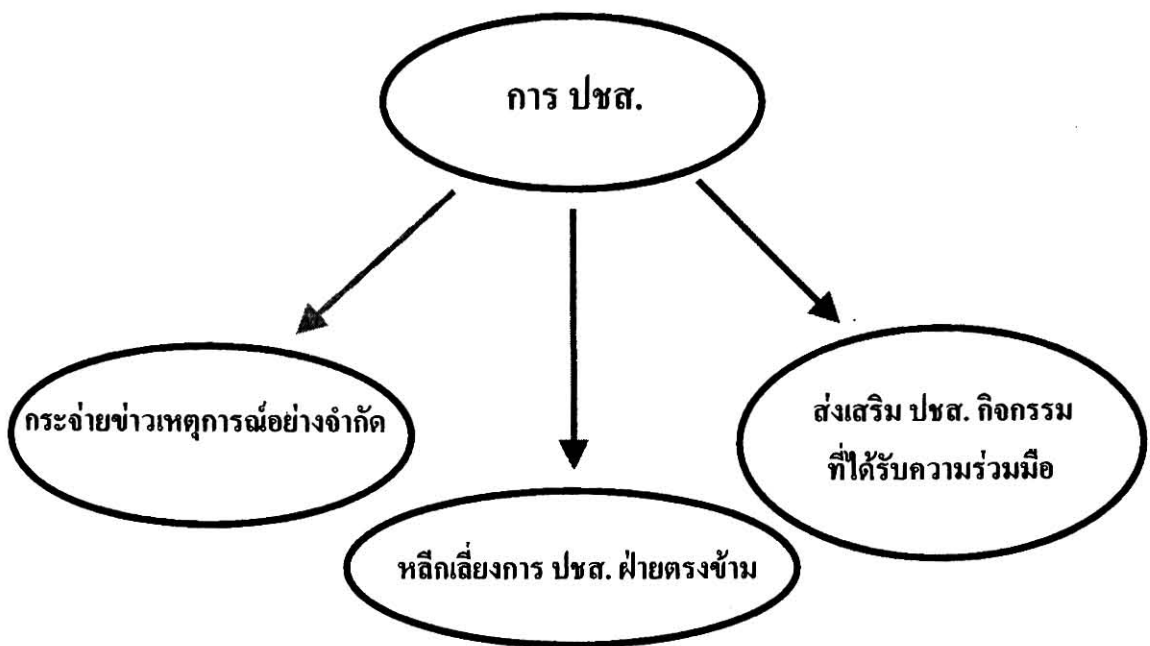 การ ปชส.
กระจ่ายข่าวเหตุการณ์อย่างจำกัด
ส่งเสริม ปชส. กิจกรรม
ที่ได้รับความร่วมมือ
หลีกเลี่ยงการ ปชส. ฝ่ายตรงข้าม